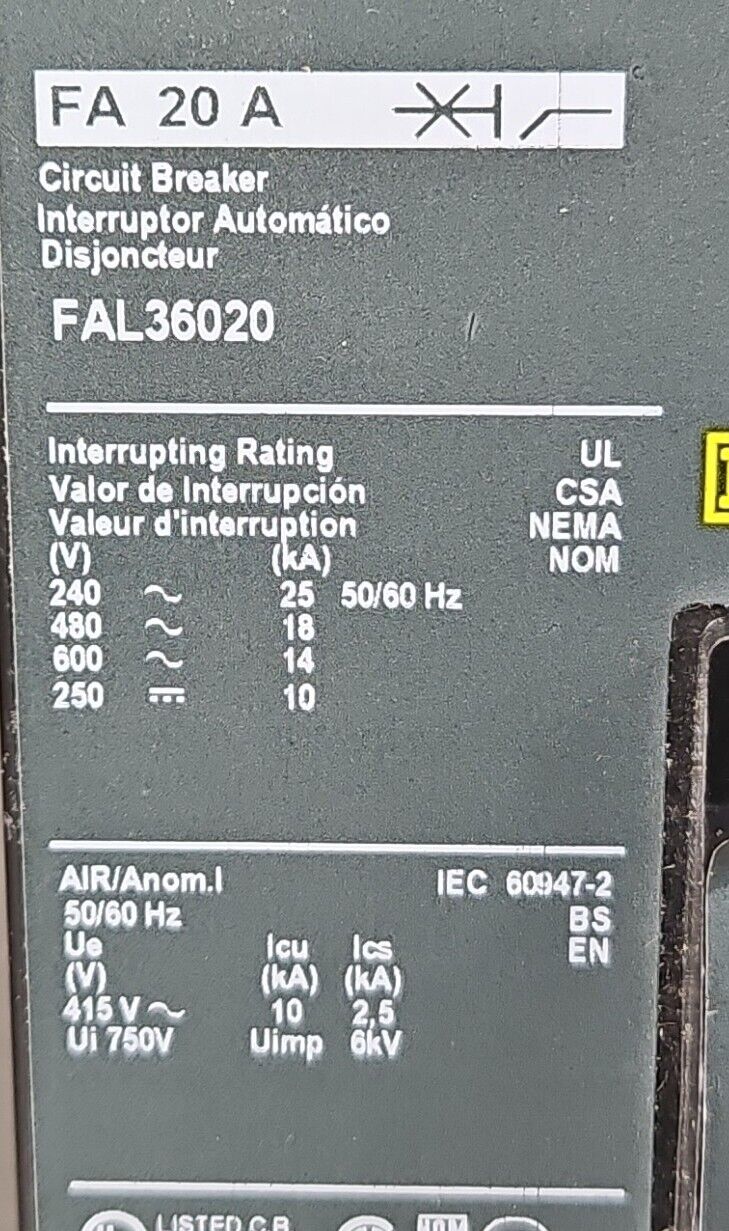 FA 20 A
Circuit Breaker
Interruptor Automático
Disjoncteur
FAL36020
Interrupting Rating UL
Valor de Interrupción CSA
Valeur d'interruption NEMA
(V) (kA) NOM
240 ~ 25 50/60 Hz
480 ~ 18
600 ~ 14
250 ⎓ 10
AIR/Anom.I IEC 60947-2
50/60 Hz BS
Ue Icu Ics EN
(V) (kA) (kA)
415 V ~ 10 2,5
Ui 750V Uimp 6kV
LISTED C.B.